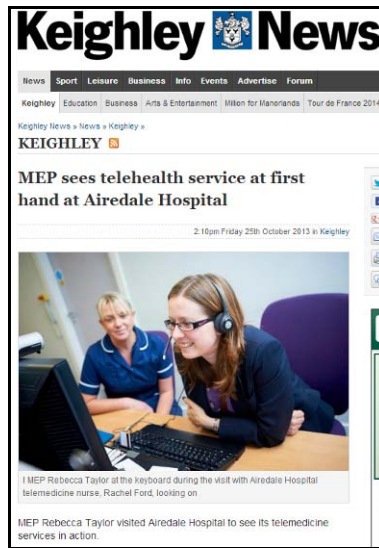 Keighley News
News Sport Leisure Business Info Events Advertise Forum
Keighley Education Business Arts & Entertainment Million for Manorlands Tour de France 2014
Keighley News » News » Keighley »
KEIGHLEY
MEP sees telehealth service at first
hand at Airedale Hospital
2:10pm Friday 25th October 2013 in Keighley
MEP Rebecca Taylor at the keyboard during the visit with Airedale Hospital
telemedicine nurse, Rachel Ford, looking on
MEP Rebecca Taylor visited Airedale Hospital to see its telemedicine
services in action.